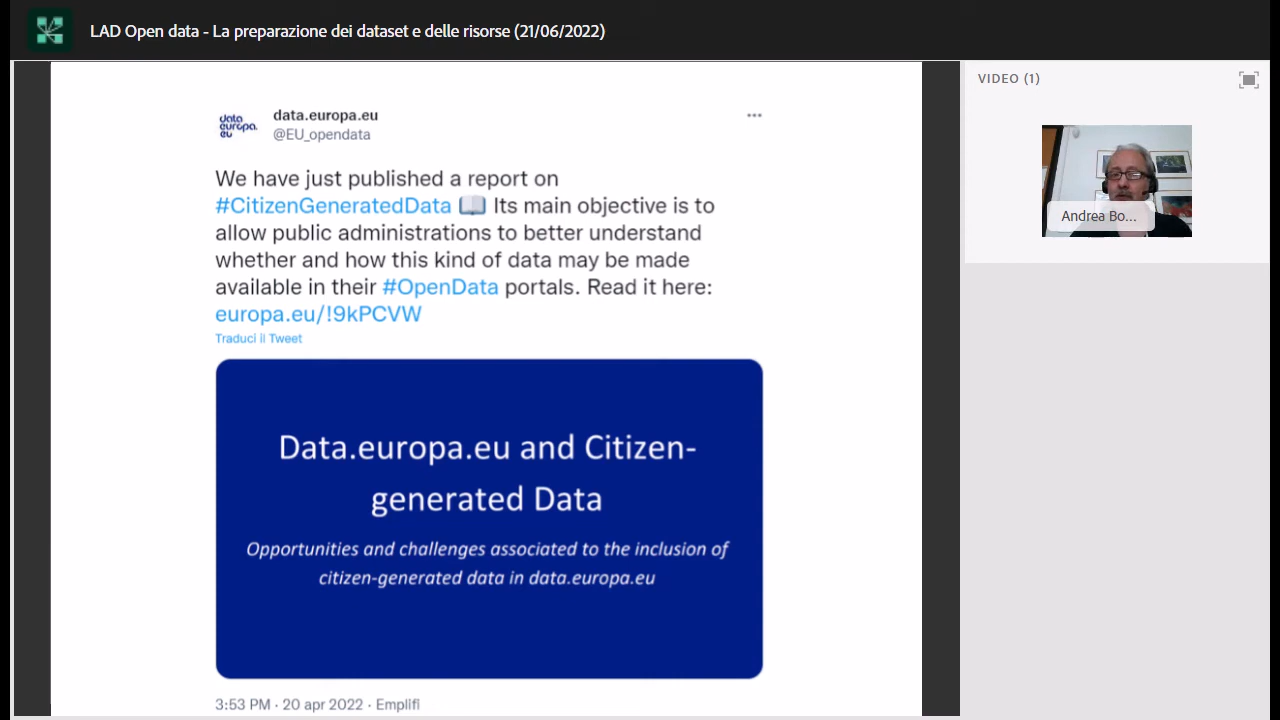 LAD Open data - La preparazione dei dataset e delle risorse (21/06/2022)
data
europa.
eu
data.europa.eu
@EU_opendata
We have just published a report on
#CitizenGeneratedData 📖 Its main objective is to
allow public administrations to better understand
whether and how this kind of data may be made
available in their #OpenData portals. Read it here:
europa.eu/!9kPCVW
Traduci il Tweet
Data.europa.eu and Citizen-
generated Data
Opportunities and challenges associated to the inclusion of
citizen-generated data in data.europa.eu
3:53 PM · 20 apr 2022 · Emplifi
VIDEO (1)
Andrea Bo...